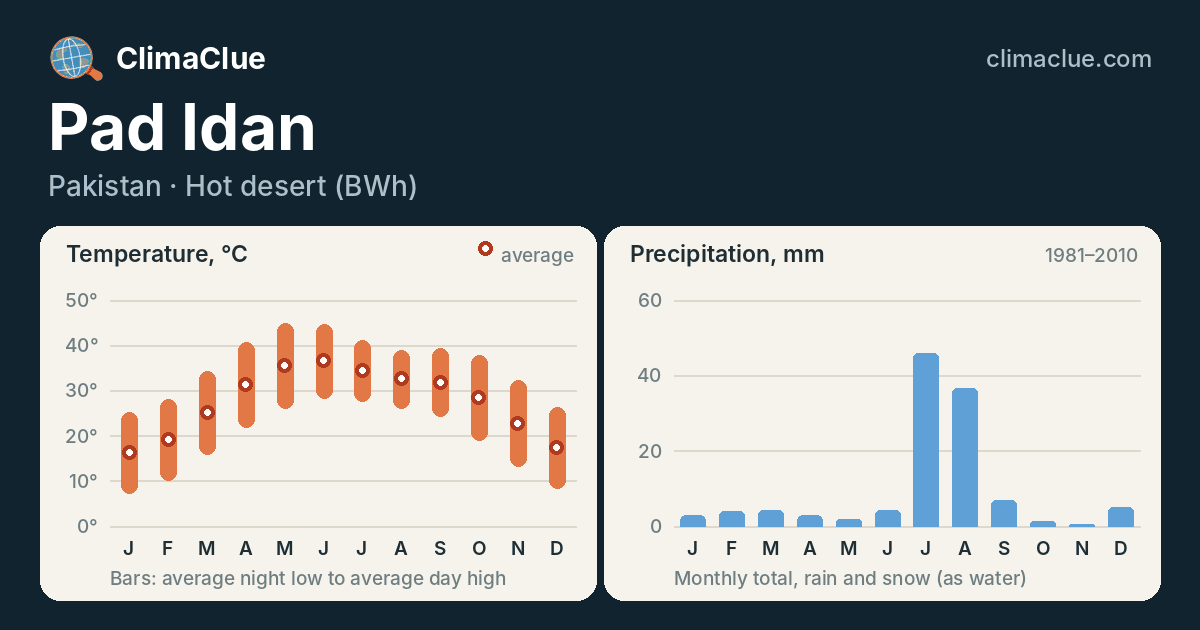 ClimaClue
climaclue.com
Pad Idan
Pakistan · Hot desert (BWh)
Temperature, °C
average
50°
40°
30°
20°
10°
0°
J F M A M J J A S O N D
Bars: average night low to average day high
Precipitation, mm
1981–2010
60
40
20
0
J F M A M J J A S O N D
Monthly total, rain and snow (as water)